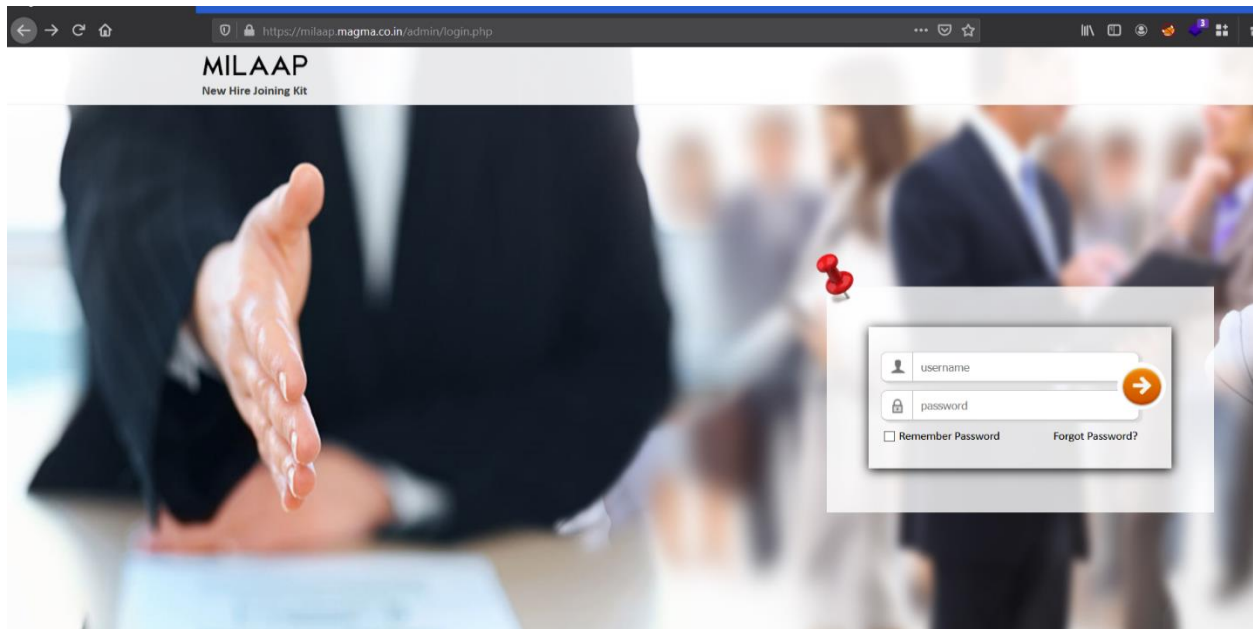 https://milaap.magma.co.in/admin/login.php
3
MILAAP
New Hire Joining Kit
username
password
Remember Password Forgot Password?